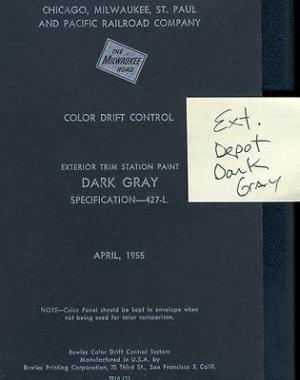 CHICAGO, MILWAUKEE, ST. PAUL
AND PACIFIC RAILROAD COMPANY
THE
MILWAUKEE
ROAD
COLOR DRIFT CONTROL
Ext.
Depot
Dark
Gray
EXTERIOR TRIM STATION PAINT
DARK GRAY
SPECIFICATION—427-L
APRIL, 1955
NOTE—Color Panel should be kept in envelope when
not being used for color comparison.
Bowles Color Drift Control System
Manufactured in U.S.A. by
Bowles Printing Corporation, 75 Third St., San Francisco 3, Calif.